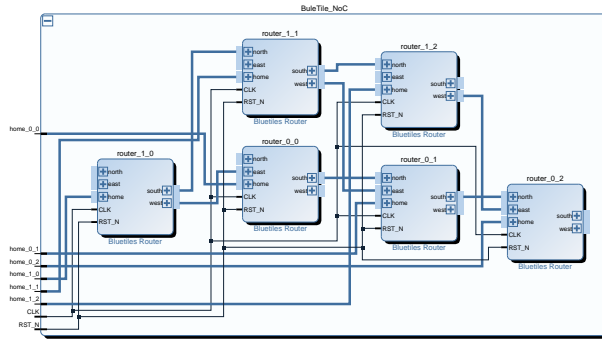 BuleTile_NoC
router_1_1
north
east
home
CLK
RST_N
south
west
Bluetiles Router
router_1_2
north
east
home
CLK
RST_N
south
west
Bluetiles Router
home_0_0
router_1_0
north
east
home
CLK
RST_N
south
west
Bluetiles Router
router_0_0
north
east
home
CLK
RST_N
south
west
Bluetiles Router
router_0_1
north
east
home
CLK
RST_N
south
west
Bluetiles Router
router_0_2
north
east
home
CLK
RST_N
south
west
Bluetiles Router
home_0_1
home_0_2
home_1_0
home_1_1
home_1_2
CLK
RST_N